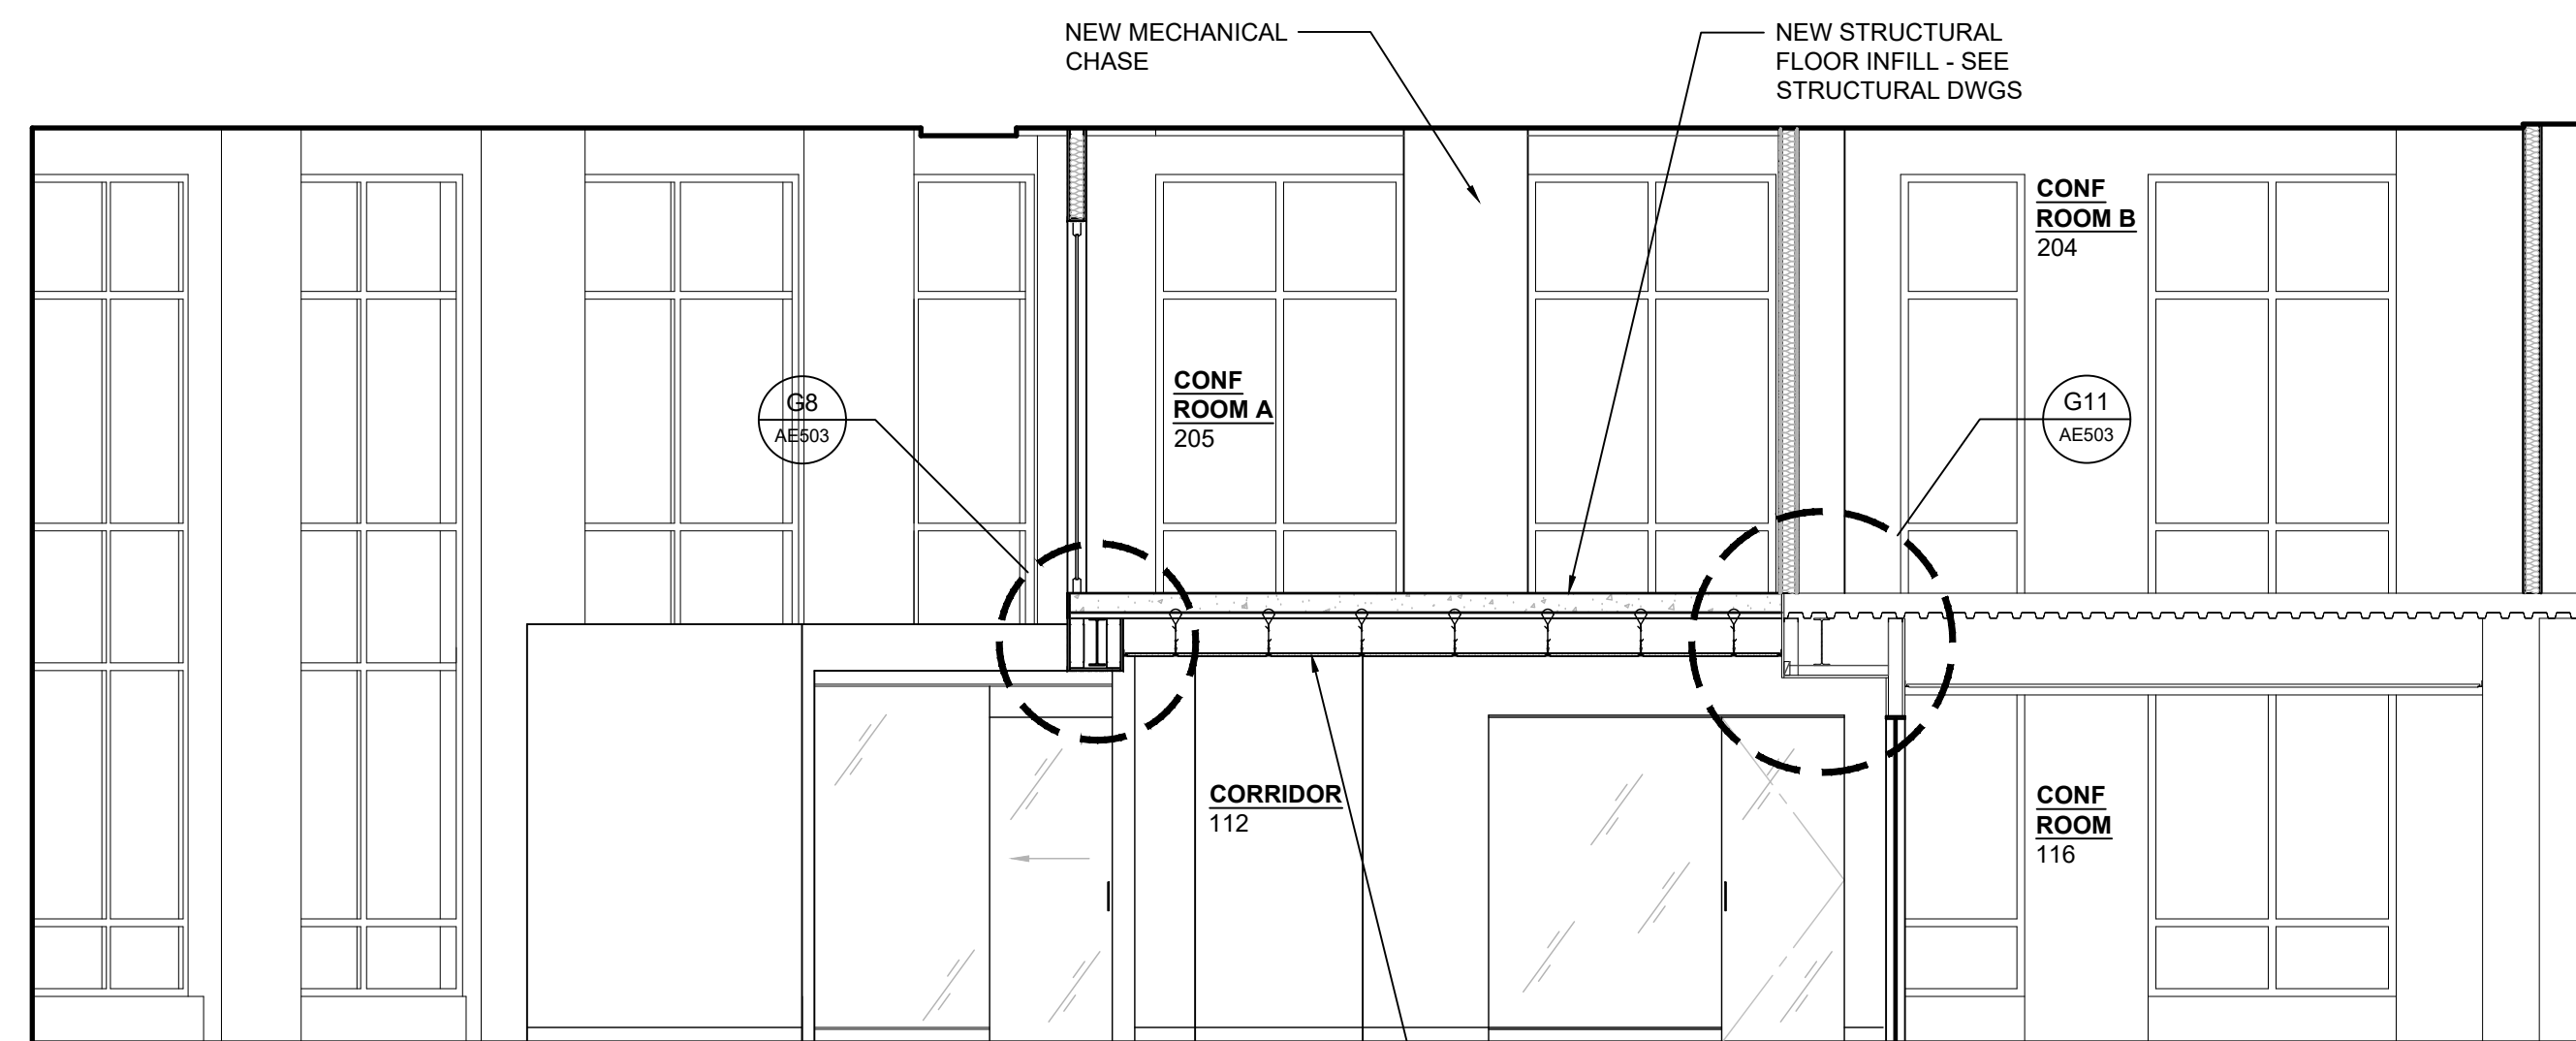 NEW MECHANICAL
CHASE
NEW STRUCTURAL
FLOOR INFILL - SEE
STRUCTURAL DWGS
CONF
ROOM B
204
CONF
ROOM A
205
G8
AE503
G11
AE503
CORRIDOR
112
CONF
ROOM
116